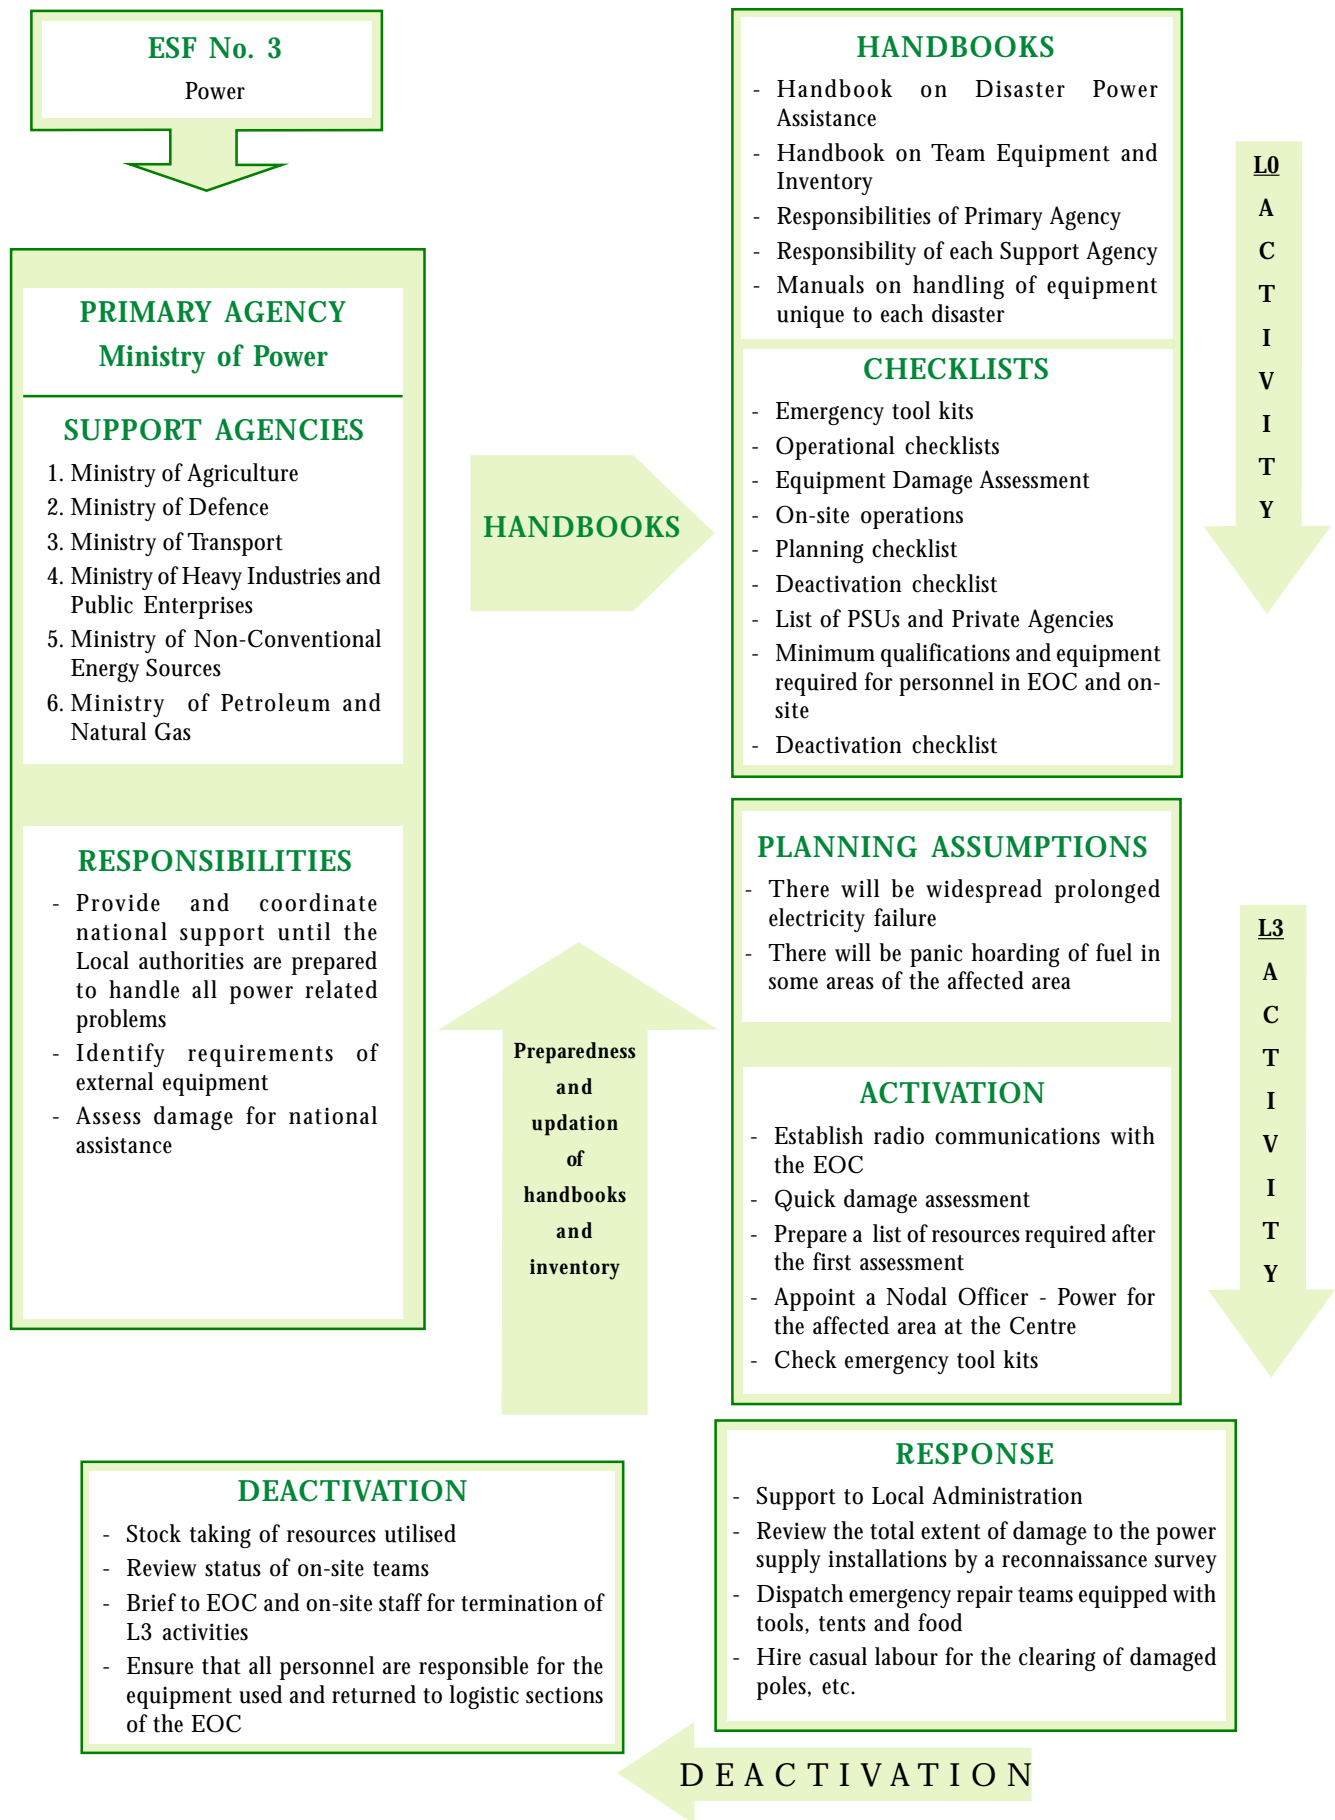 ESF No. 3
Power
PRIMARY AGENCY
Ministry of Power
SUPPORT AGENCIES
1. Ministry of Agriculture
2. Ministry of Defence
3. Ministry of Transport
4. Ministry of Heavy Industries and
Public Enterprises
5. Ministry of Non-Conventional
Energy Sources
6. Ministry of Petroleum and
Natural Gas
RESPONSIBILITIES
- Provide and coordinate
national support until the
Local authorities are prepared
to handle all power related
problems
- Identify requirements of
external equipment
- Assess damage for national
assistance
HANDBOOKS
HANDBOOKS
- Handbook on Disaster Power
Assistance
- Handbook on Team Equipment and
Inventory
- Responsibilities of Primary Agency
- Responsibility of each Support Agency
- Manuals on handling of equipment
unique to each disaster
CHECKLISTS
- Emergency tool kits
- Operational checklists
- Equipment Damage Assessment
- On-site operations
- Planning checklist
- Deactivation checklist
- List of PSUs and Private Agencies
- Minimum qualifications and equipment
required for personnel in EOC and on-
site
- Deactivation checklist
L0
A
C
T
I
V
I
T
Y
PLANNING ASSUMPTIONS
- There will be widespread prolonged
electricity failure
- There will be panic hoarding of fuel in
some areas of the affected area
ACTIVATION
- Establish radio communications with
the EOC
- Quick damage assessment
- Prepare a list of resources required after
the first assessment
- Appoint a Nodal Officer - Power for
the affected area at the Centre
- Check emergency tool kits
L3
A
C
T
I
V
I
T
Y
Preparedness
and
updation
of
handbooks
and
inventory
RESPONSE
- Support to Local Administration
- Review the total extent of damage to the power
supply installations by a reconnaissance survey
- Dispatch emergency repair teams equipped with
tools, tents and food
- Hire casual labour for the clearing of damaged
poles, etc.
DEACTIVATION
- Stock taking of resources utilised
- Review status of on-site teams
- Brief to EOC and on-site staff for termination of
L3 activities
- Ensure that all personnel are responsible for the
equipment used and returned to logistic sections
of the EOC
DEACTIVATION